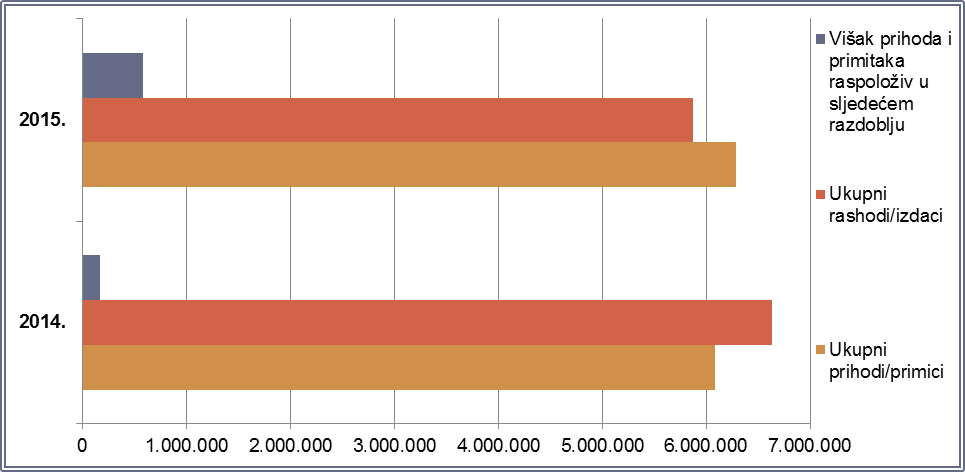 2015.
2014.
0
1.000.000
2.000.000
3.000.000
4.000.000
5.000.000
6.000.000
7.000.000
Višak prihoda i
primitaka
raspoloživ u
sljedećem
razdoblju
Ukupni
rashodi/izdaci
Ukupni
prihodi/primici